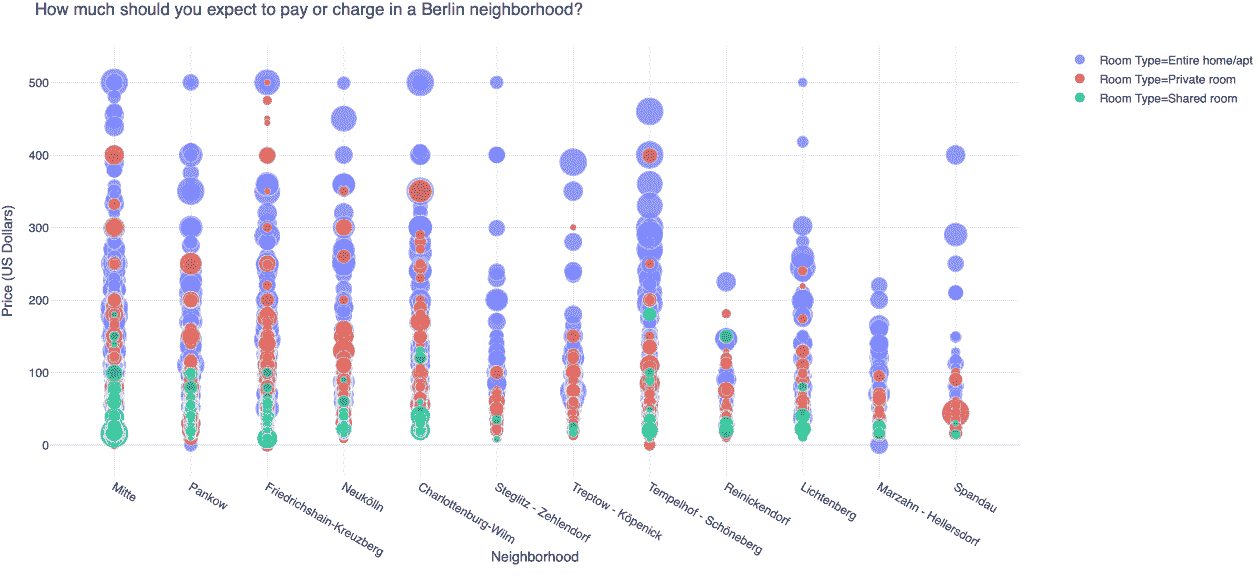 How much should you expect to pay or charge in a Berlin neighborhood?
Room Type=Entire home/apt
Room Type=Private room
Room Type=Shared room
Price (US Dollars)
500
400
300
200
100
0
Mitte
Pankow
Friedrichshain-Kreuzberg
Neukölln
Charlottenburg-Wilm
Steglitz - Zehlendorf
Treptow - Köpenick
Tempelhof - Schöneberg
Reinickendorf
Lichtenberg
Marzahn - Hellersdorf
Spandau
Neighborhood